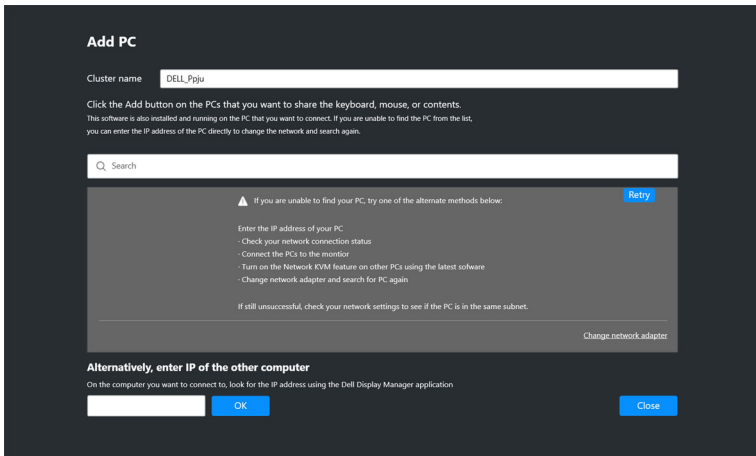 Add PC
Cluster name DELL_Ppju
Click the Add button on the PCs that you want to share the keyboard, mouse, or contents.
This software is also installed and running on the PC that you want to connect. If you are unable to find the PC from the list,
you can enter the IP address of the PC directly to change the network and search again.
Search
Retry
If you are unable to find your PC, try one of the alternate methods below:
Enter the IP address of your PC
· Check your network connection status
· Connect the PCs to the montior
· Turn on the Network KVM feature on other PCs using the latest sofware
· Change network adapter and search for PC again
If still unsuccessful, check your network settings to see if the PC is in the same subnet.
Change network adapter
Alternatively, enter IP of the other computer
On the computer you want to connect to, look for the IP address using the Dell Display Manager application
OK
Close